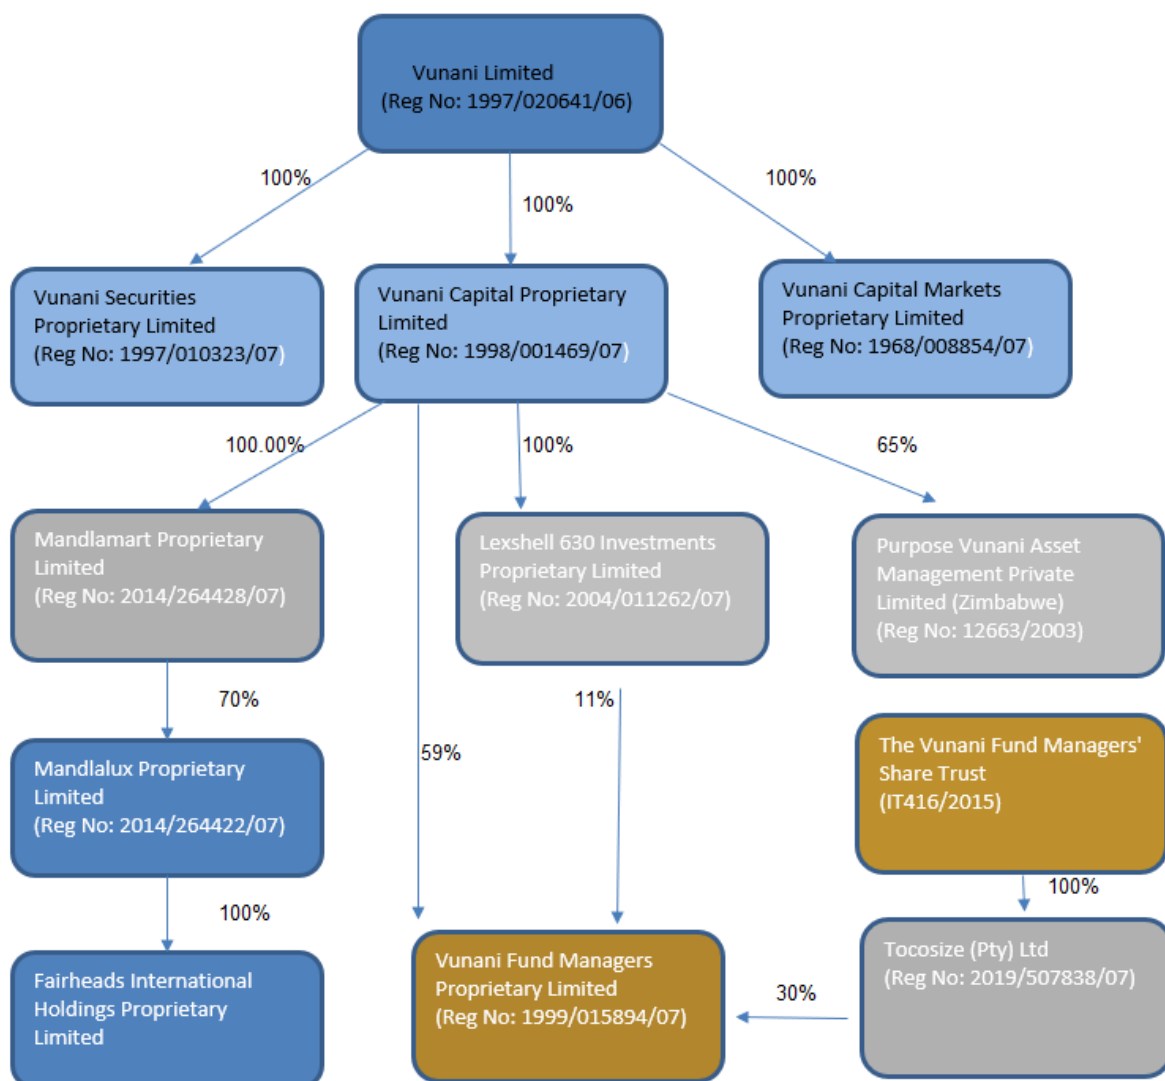 Vunani Limited
(Reg No: 1997/020641/06)
100%
100%
100%
Vunani Securities
Proprietary Limited
(Reg No: 1997/010323/07)
Vunani Capital Proprietary
Limited
(Reg No: 1998/001469/07)
Vunani Capital Markets
Proprietary Limited
(Reg No: 1968/008854/07)
100.00%
100%
65%
Mandlamart Proprietary
Limited
(Reg No: 2014/264428/07)
Lexshell 630 Investments
Proprietary Limited
(Reg No: 2004/011262/07)
Purpose Vunani Asset
Management Private
Limited (Zimbabwe)
(Reg No: 12663/2003)
70%
59%
11%
Mandlalux Proprietary
Limited
(Reg No: 2014/264422/07)
The Vunani Fund Managers'
Share Trust
(IT416/2015)
100%
100%
Fairheads International
Holdings Proprietary
Limited
Vunani Fund Managers
Proprietary Limited
(Reg No: 1999/015894/07)
30%
Tocosize (Pty) Ltd
(Reg No: 2019/507838/07)